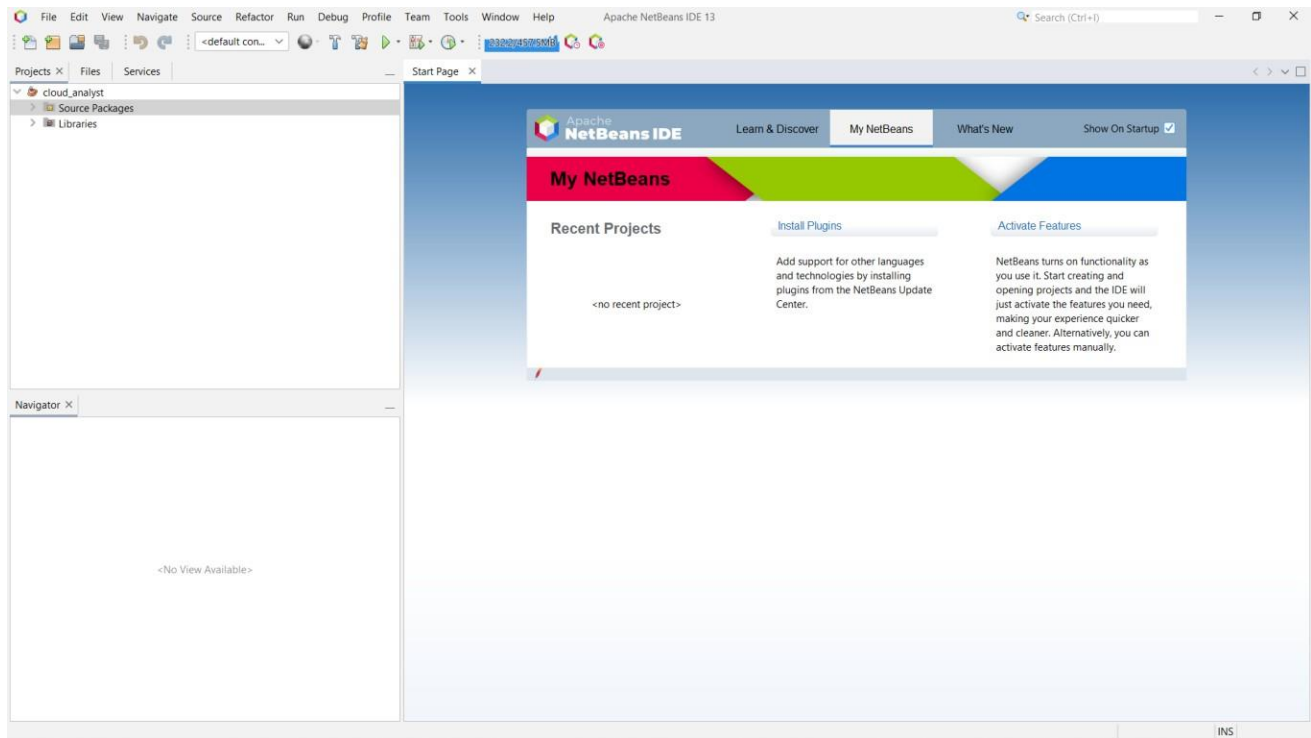 File Edit View Navigate Source Refactor Run Debug Profile Team Tools Window Help Apache NetBeans IDE 13 Search (Ctrl+I)
<default con...
Projects Files Services
Start Page
cloud_analyst
Source Packages
Libraries
Apache
NetBeans IDE
Learn & Discover My NetBeans What's New Show On Startup
My NetBeans
Recent Projects
<no recent project>
Install Plugins
Add support for other languages
and technologies by installing
plugins from the NetBeans Update
Center.
Activate Features
NetBeans turns on functionality as
you use it. Start creating and
opening projects and the IDE will
just activate the features you need,
making your experience quicker
and cleaner. Alternatively, you can
activate features manually.
Navigator
<No View Available>
INS